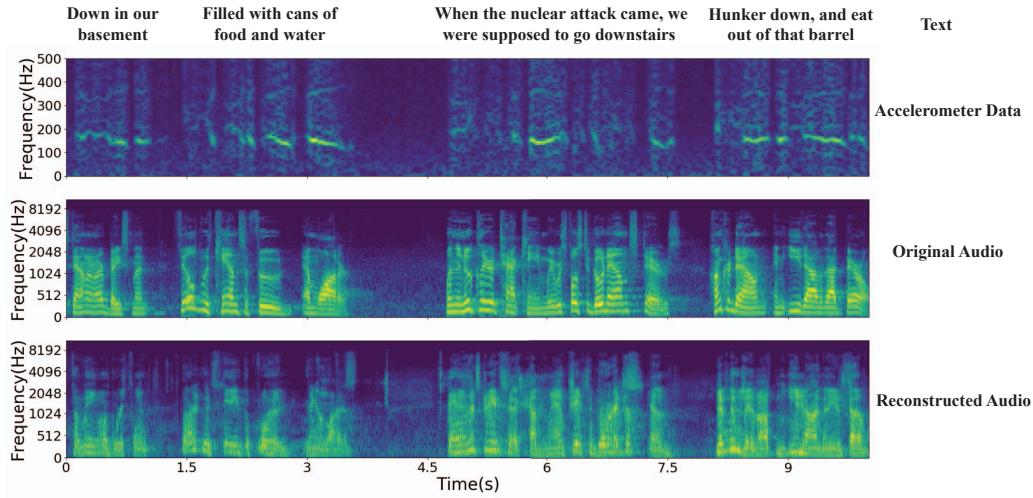 Down in our
basement
Filled with cans of
food and water
When the nuclear attack came, we
were supposed to go downstairs
Hunker down, and eat
out of that barrel
Text
Frequency(Hz)
500
400
300
200
100
0
Accelerometer Data
Frequency(Hz)
8192
4096
2048
1024
512
0
Original Audio
Frequency(Hz)
8192
4096
2048
1024
512
0
Reconstructed Audio
0 1.5 3 4.5 6 7.5 9
Time(s)